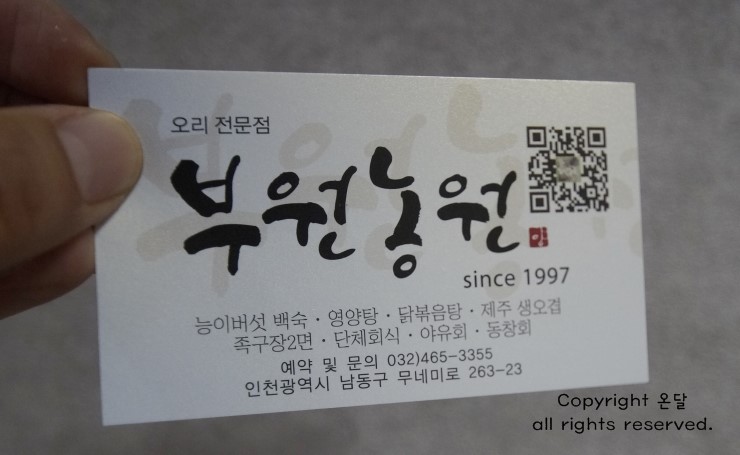 오리 전문점
부원농원
since 1997
능이버섯 백숙 · 영양탕 · 닭볶음탕 · 제주 생오겹
족구장2면 · 단체회식 · 야유회 · 동창회
예약 및 문의 032)465-3355
인천광역시 남동구 무네미로 263-23
Copyright 온달
all rights reserved.